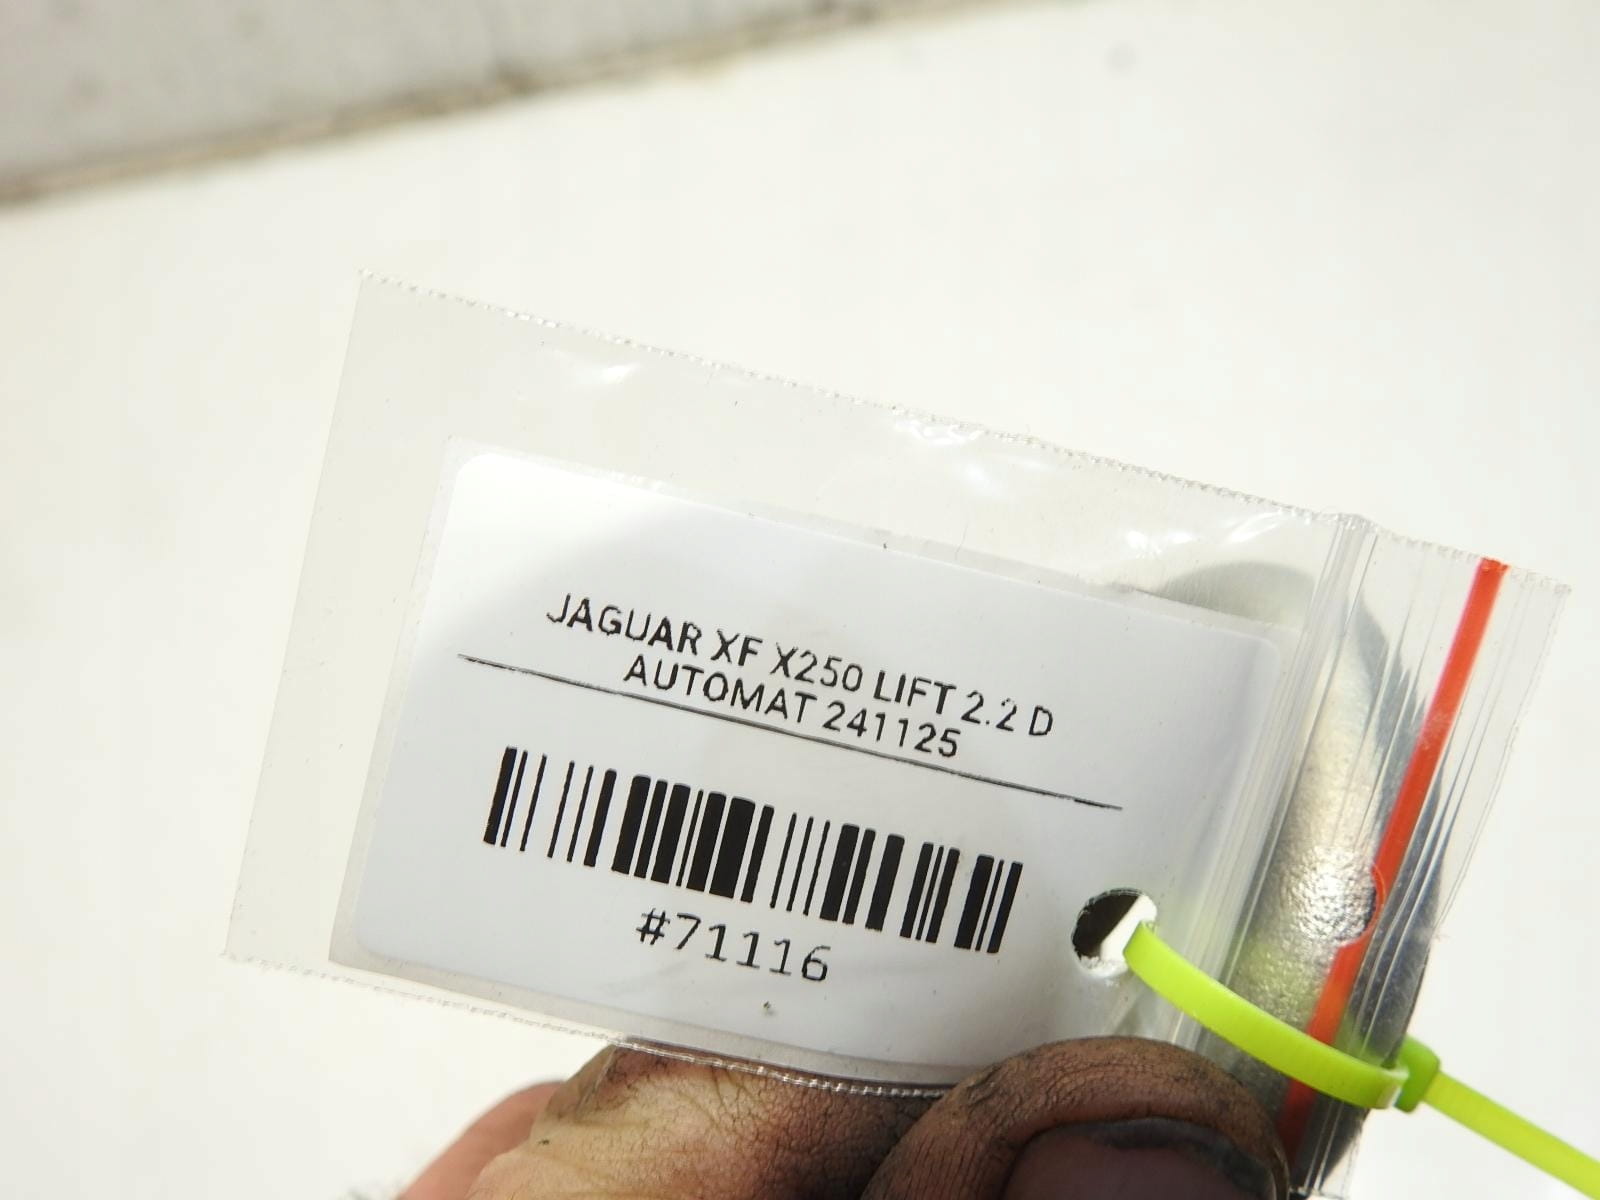 JAGUAR XF X250 LIFT 2.2 D
AUTOMAT 241125
#71116